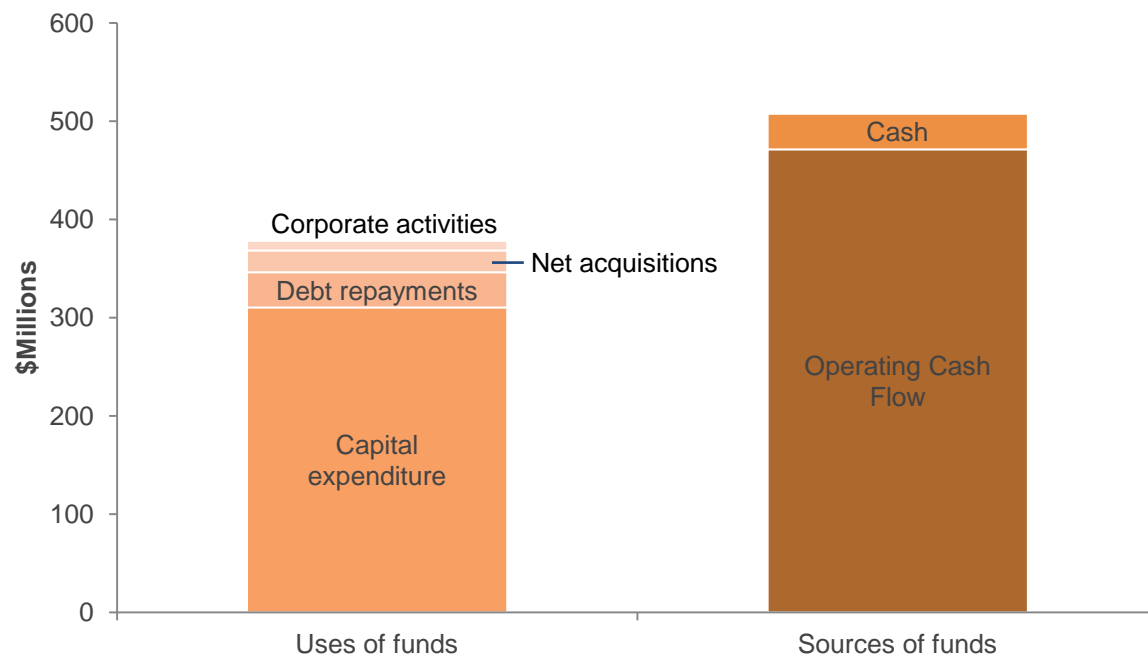 600
500
400
300
200
100
0
$Millions
Corporate activities
Net acquisitions
Debt repayments
Capital
expenditure
Cash
Operating Cash
Flow
Uses of funds
Sources of funds